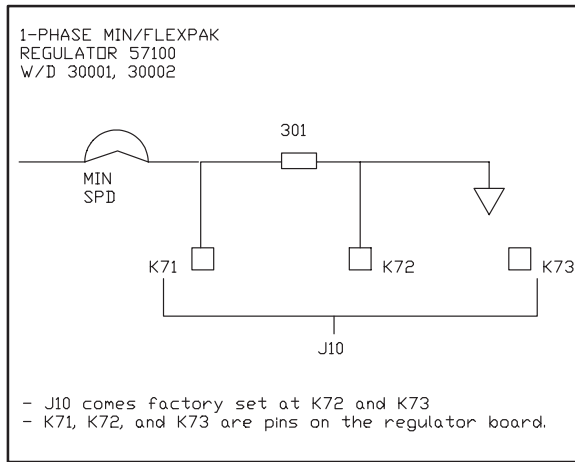 1-PHASE MIN/FLEXPAK
REGULATOR 57100
W/D 30001, 30002
301
MIN
SPD
K71
K72
K73
J10
- J10 comes factory set at K72 and K73
- K71, K72, and K73 are pins on the regulator board.